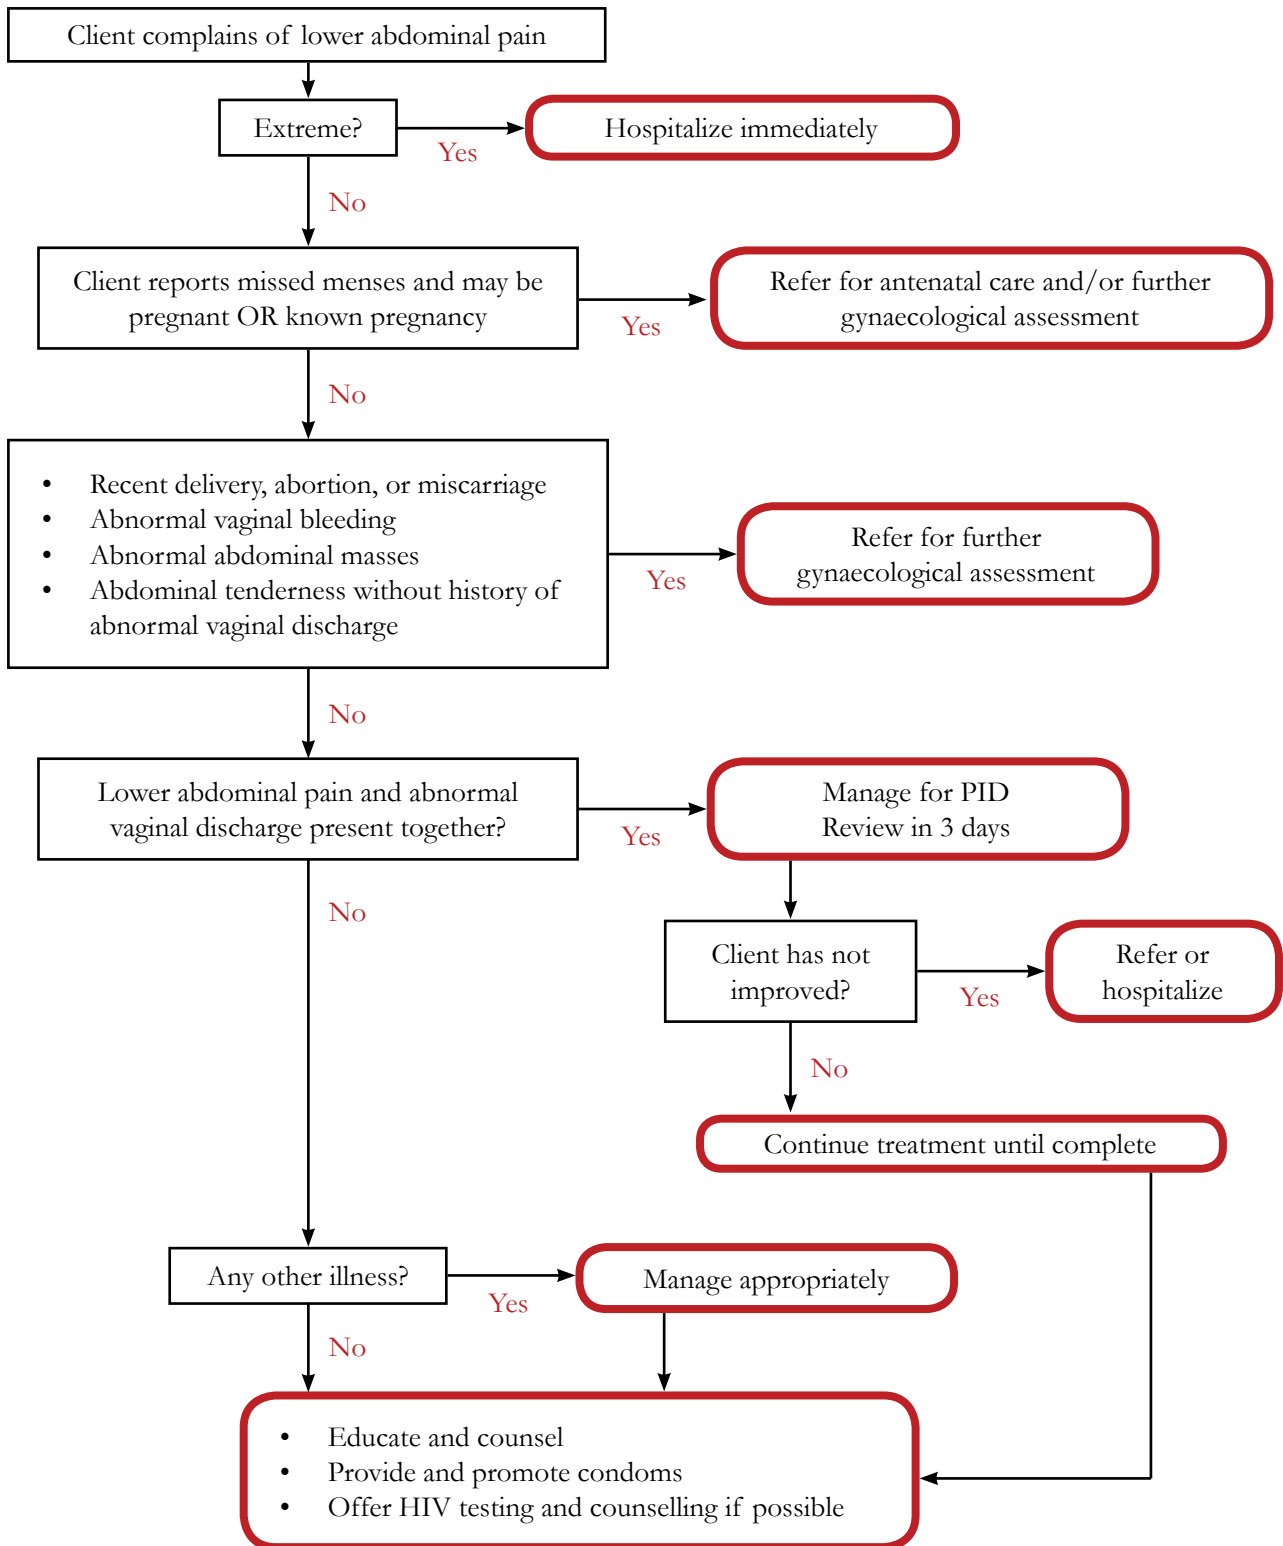 Client complains of lower abdominal pain
Extreme?
Yes
Hospitalize immediately
No
Client reports missed menses and may be
pregnant OR known pregnancy
Yes
Refer for antenatal care and/or further
gynaecological assessment
No
• Recent delivery, abortion, or miscarriage
• Abnormal vaginal bleeding
• Abnormal abdominal masses
• Abdominal tenderness without history of
abnormal vaginal discharge
Yes
Refer for further
gynaecological assessment
No
Lower abdominal pain and abnormal
vaginal discharge present together?
Yes
Manage for PID
Review in 3 days
No
Client has not
improved?
Yes
Refer or
hospitalize
No
Continue treatment until complete
Any other illness?
Yes
Manage appropriately
No
• Educate and counsel
• Provide and promote condoms
• Offer HIV testing and counselling if possible